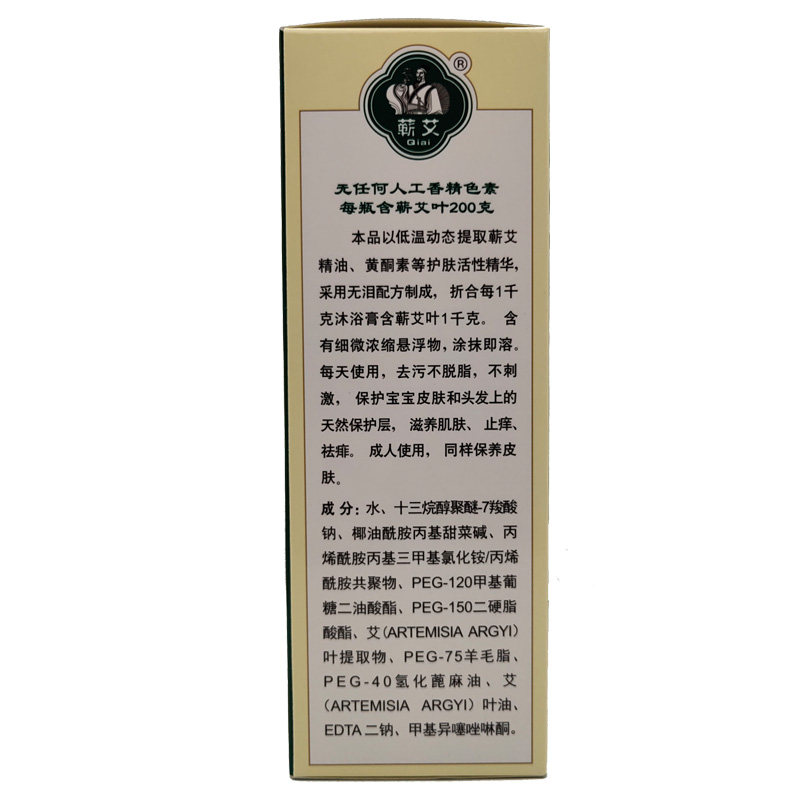 ®
蕲艾
Qiai
无任何人工香精色素
每瓶含蕲艾叶200克
本品以低温动态提取蕲艾
精油、黄酮素等护肤活性精华，
采用无泪配方制成， 折合每1千
克沐浴膏含蕲艾叶1千克。 含
有细微浓缩悬浮物，涂抹即溶。
每天使用，去污不脱脂，不刺
激， 保护宝宝皮肤和头发上的
天然保护层， 滋养肌肤、 止痒、
祛痱。 成人使用， 同样保养皮
肤。
成 分：水、十三烷醇聚醚-7羧酸
钠、椰油酰胺丙基甜菜碱、丙
烯酰胺丙基三甲基氯化铵/丙烯
酰胺共聚物、PEG-120甲基葡
糖二油酸酯、PEG-150二硬脂
酸酯、艾（ARTEMISIA ARGYI）
叶提取物、PEG-75羊毛脂、
PEG-40氢化蓖麻油、艾
（ARTEMISIA ARGYI）叶油、
EDTA 二钠、甲基异噻唑啉酮。